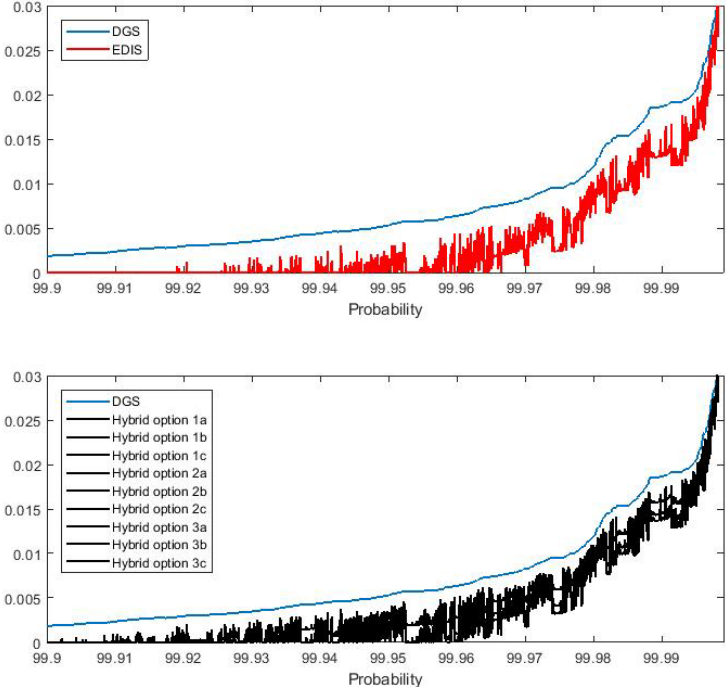 0.03
DGS
EDIS
0.025
0.02
0.015
0.01
0.005
0
99.9 99.91 99.92 99.93 99.94 99.95 99.96 99.97 99.98 99.99
Probability
0.03
DGS
Hybrid option 1a
Hybrid option 1b
Hybrid option 1c
Hybrid option 2a
Hybrid option 2b
Hybrid option 2c
Hybrid option 3a
Hybrid option 3b
Hybrid option 3c
0.025
0.02
0.015
0.01
0.005
0
99.9 99.91 99.92 99.93 99.94 99.95 99.96 99.97 99.98 99.99
Probability